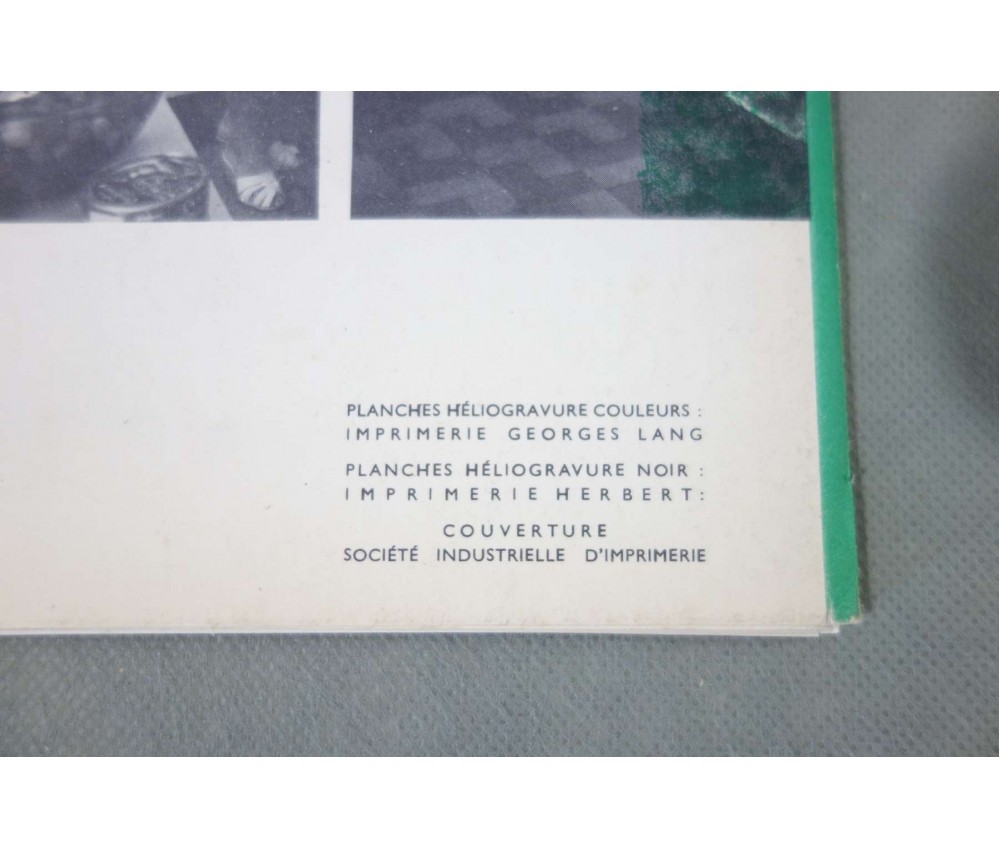 PLANCHES HÉLIOGRAVURE COULEURS :
IMPRIMERIE GEORGES LANG
PLANCHES HÉLIOGRAVURE NOIR :
IMPRIMERIE HERBERT:
COUVERTURE
SOCIÉTÉ INDUSTRIELLE D'IMPRIMERIE